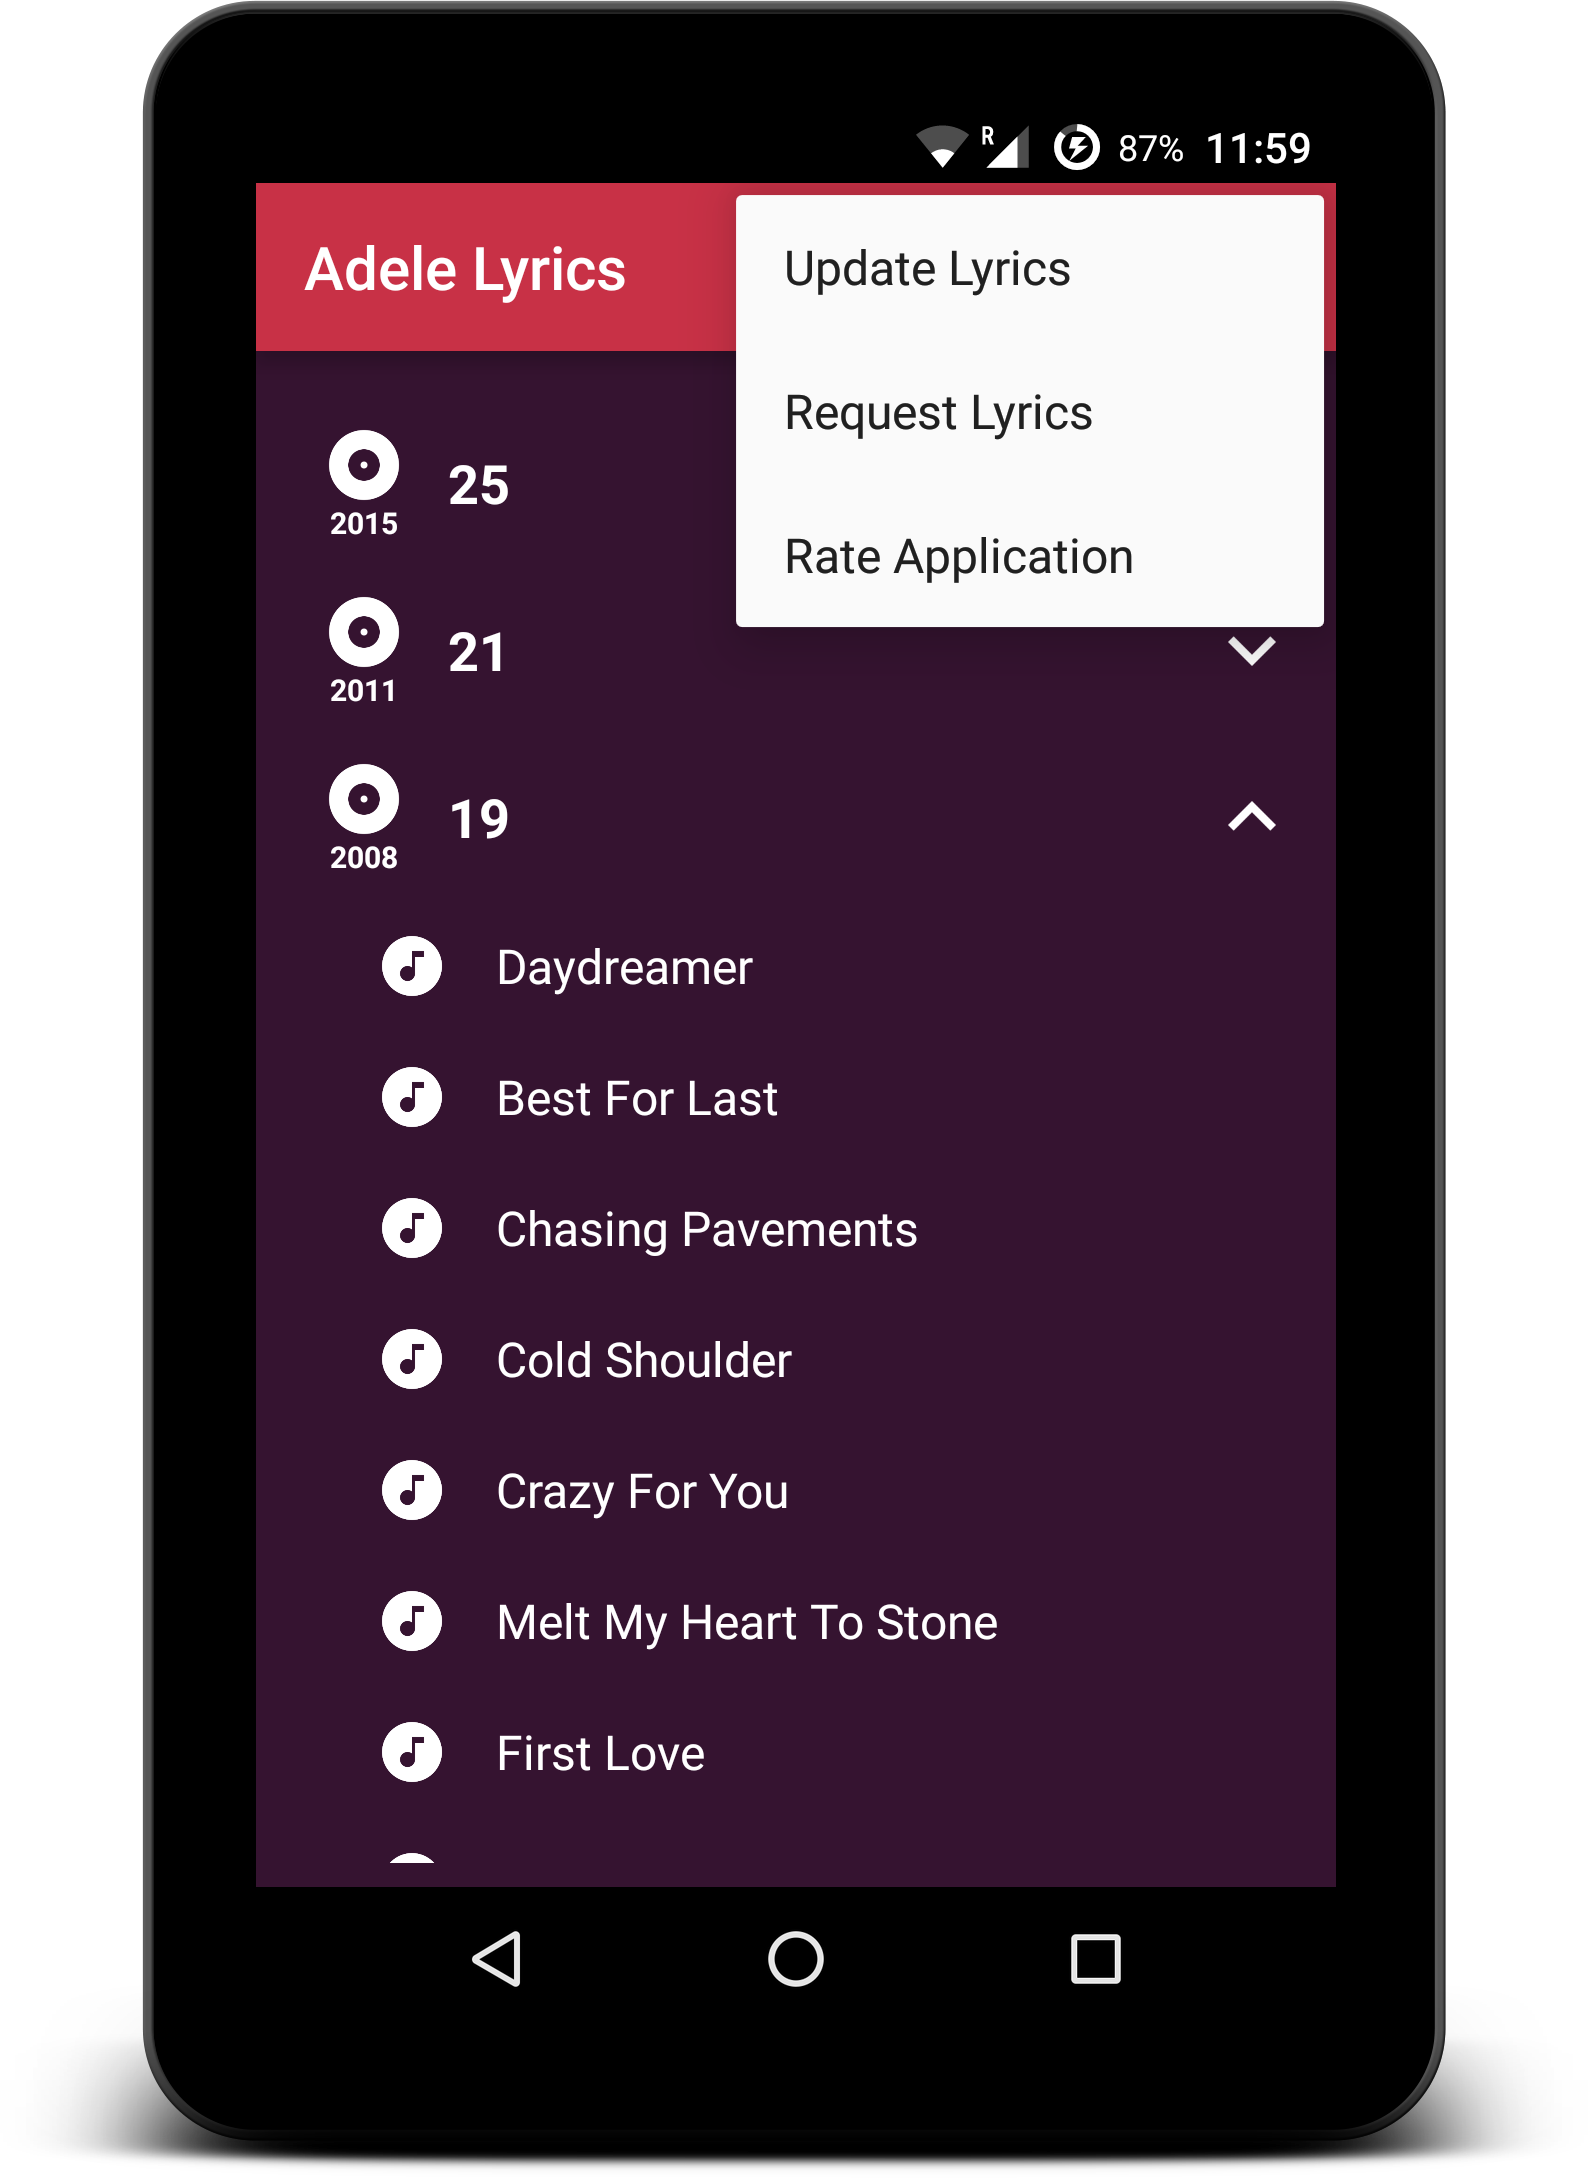 R 87% 11:59
Adele Lyrics
Update Lyrics
Request Lyrics
Rate Application
25
2015
21
2011
19
2008
Daydreamer
Best For Last
Chasing Pavements
Cold Shoulder
Crazy For You
Melt My Heart To Stone
First Love